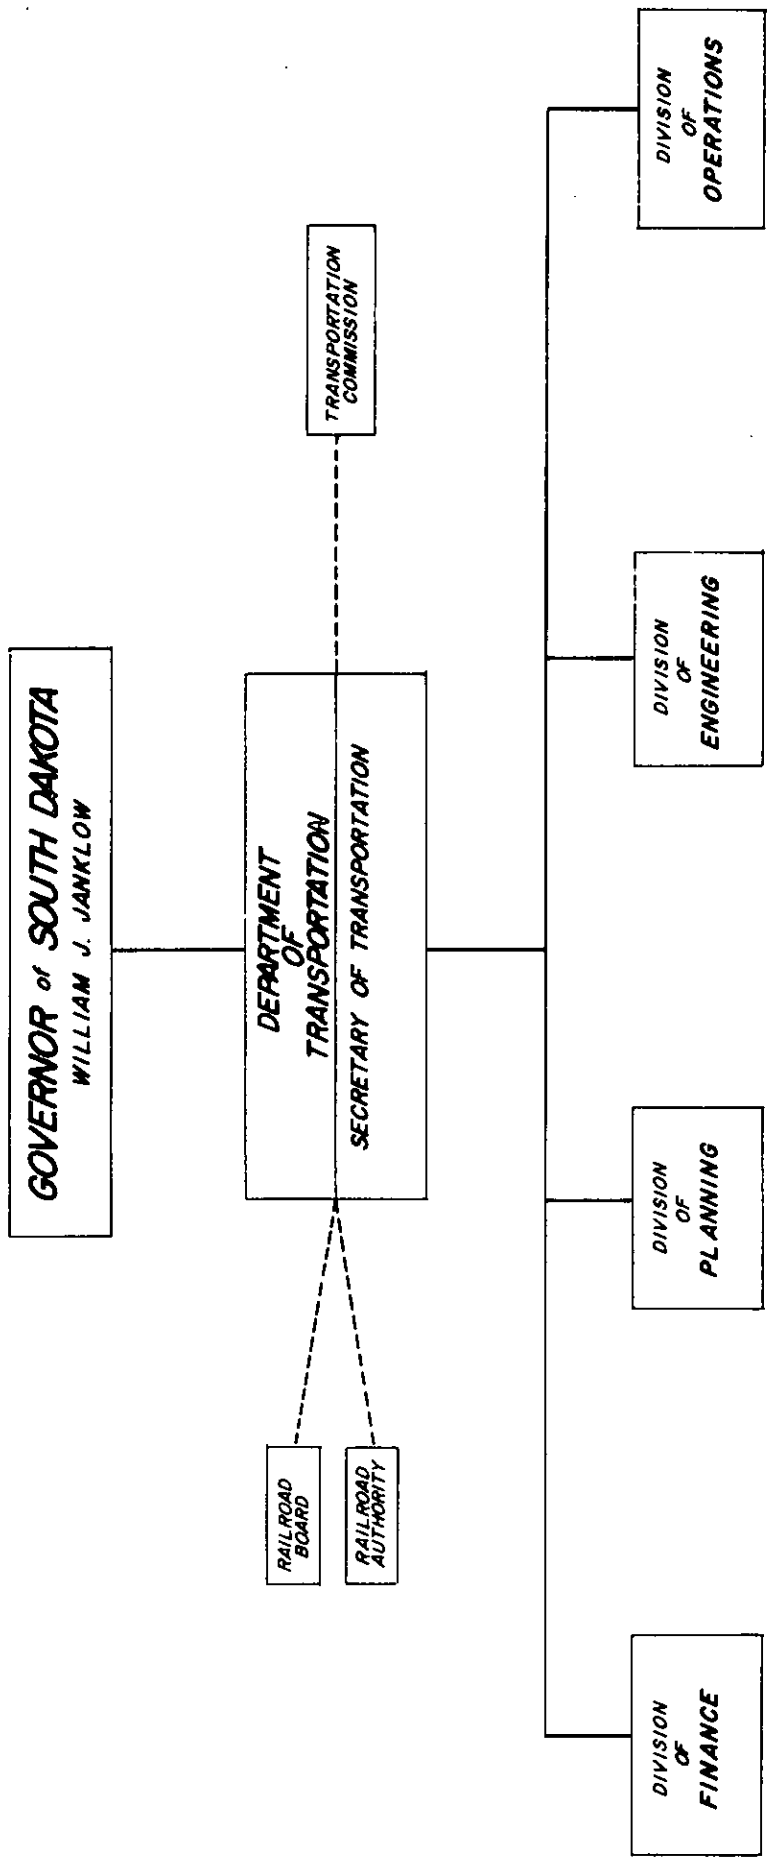 GOVERNOR of SOUTH DAKOTA
WILLIAM J. JANKLOW
DEPARTMENT
OF
TRANSPORTATION
SECRETARY OF TRANSPORTATION
RAILROAD
BOARD
RAILROAD
AUTHORITY
TRANSPORTATION
COMMISSION
DIVISION
OF
FINANCE
DIVISION
OF
PLANNING
DIVISION
OF
ENGINEERING
DIVISION
OF
OPERATIONS